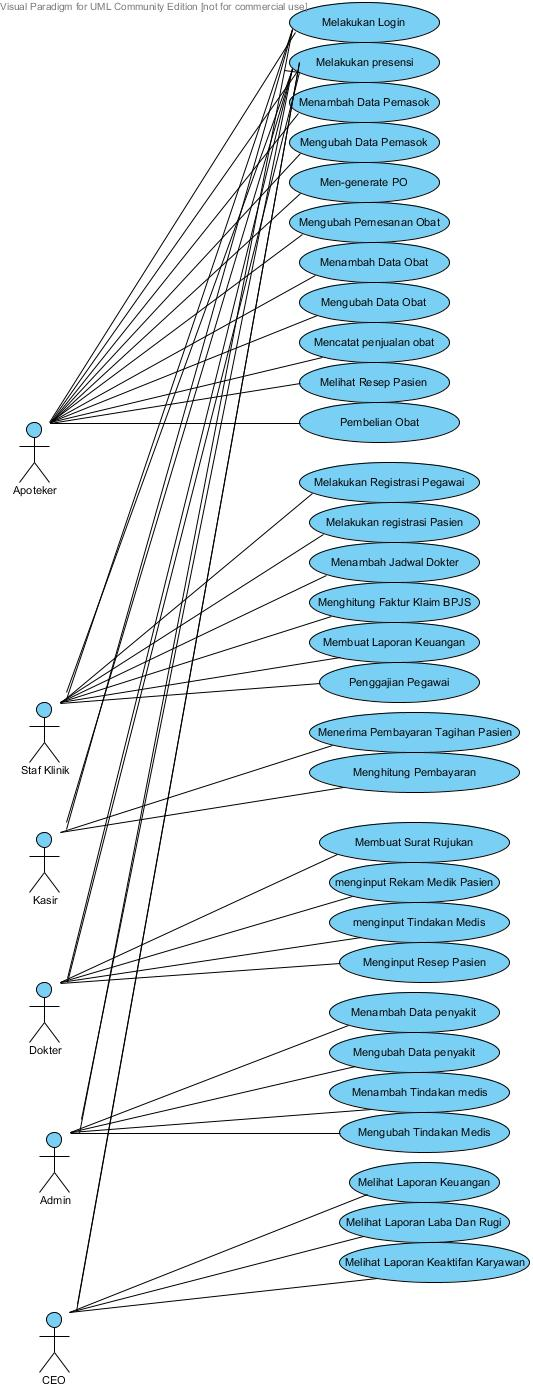 Visual Paradigm for UML Community Edition [not for commercial use]
Melakukan Login
Melakukan presensi
Menambah Data Pemasok
Mengubah Data Pemasok
Men-generate PO
Mengubah Pemesanan Obat
Menambah Data Obat
Mengubah Data Obat
Mencatat penjualan obat
Melihat Resep Pasien
Pembelian Obat
Apoteker
Melakukan Registrasi Pegawai
Melakukan registrasi Pasien
Menambah Jadwal Dokter
Menghitung Faktur Klaim BPJS
Membuat Laporan Keuangan
Penggajian Pegawai
Staf Klinik
Menerima Pembayaran Tagihan Pasien
Menghitung Pembayaran
Kasir
Membuat Surat Rujukan
menginput Rekam Medik Pasien
menginput Tindakan Medis
Menginput Resep Pasien
Dokter
Menambah Data penyakit
Mengubah Data penyakit
Menambah Tindakan medis
Mengubah Tindakan Medis
Admin
Melihat Laporan Keuangan
Melihat Laporan Laba Dan Rugi
Melihat Laporan Keaktifan Karyawan
CEO